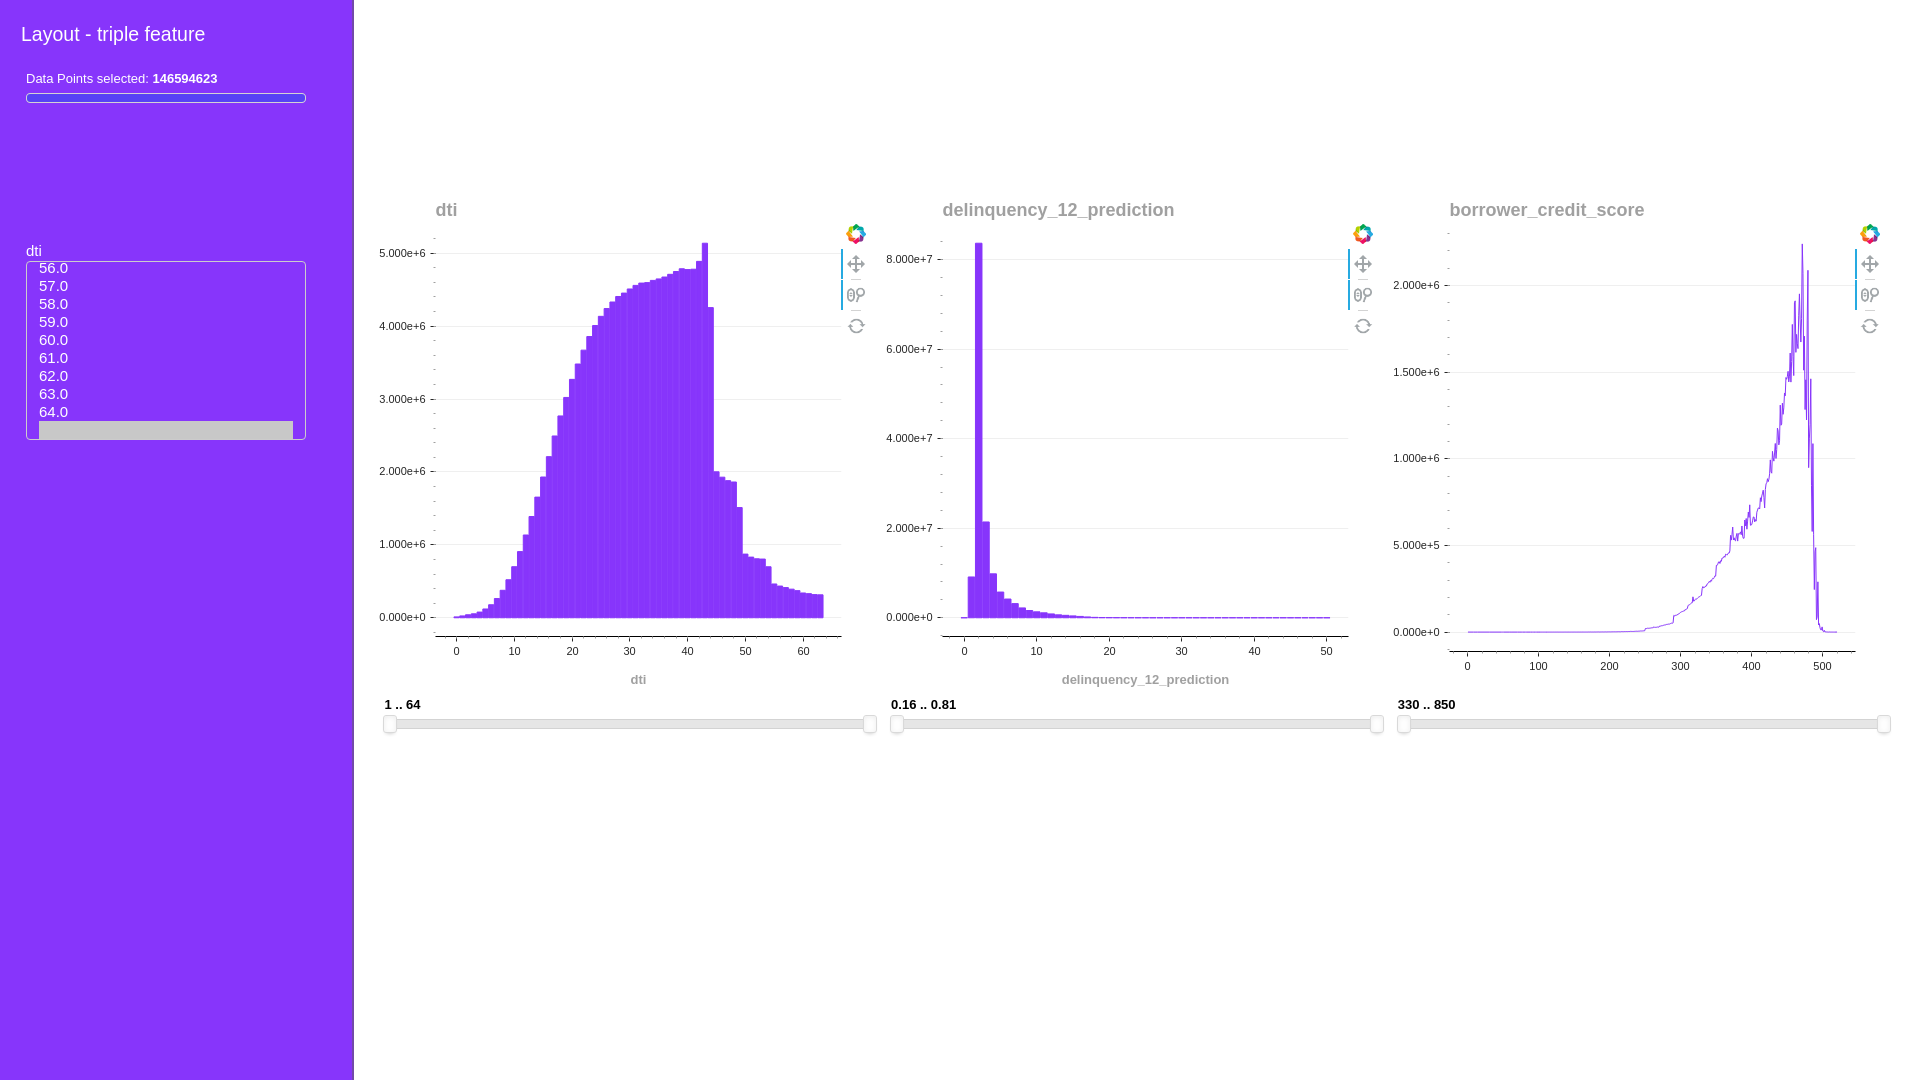 Layout - triple feature
Data Points selected: 146594623
dti
56.0
57.0
58.0
59.0
60.0
61.0
62.0
63.0
64.0
dti
5.000e+6
4.000e+6
3.000e+6
2.000e+6
1.000e+6
0.000e+0
0 10 20 30 40 50 60
dti
1 .. 64
delinquency_12_prediction
8.000e+7
6.000e+7
4.000e+7
2.000e+7
0.000e+0
0 10 20 30 40 50
delinquency_12_prediction
0.16 .. 0.81
borrower_credit_score
2.000e+6
1.500e+6
1.000e+6
5.000e+5
0.000e+0
0 100 200 300 400 500
330 .. 850